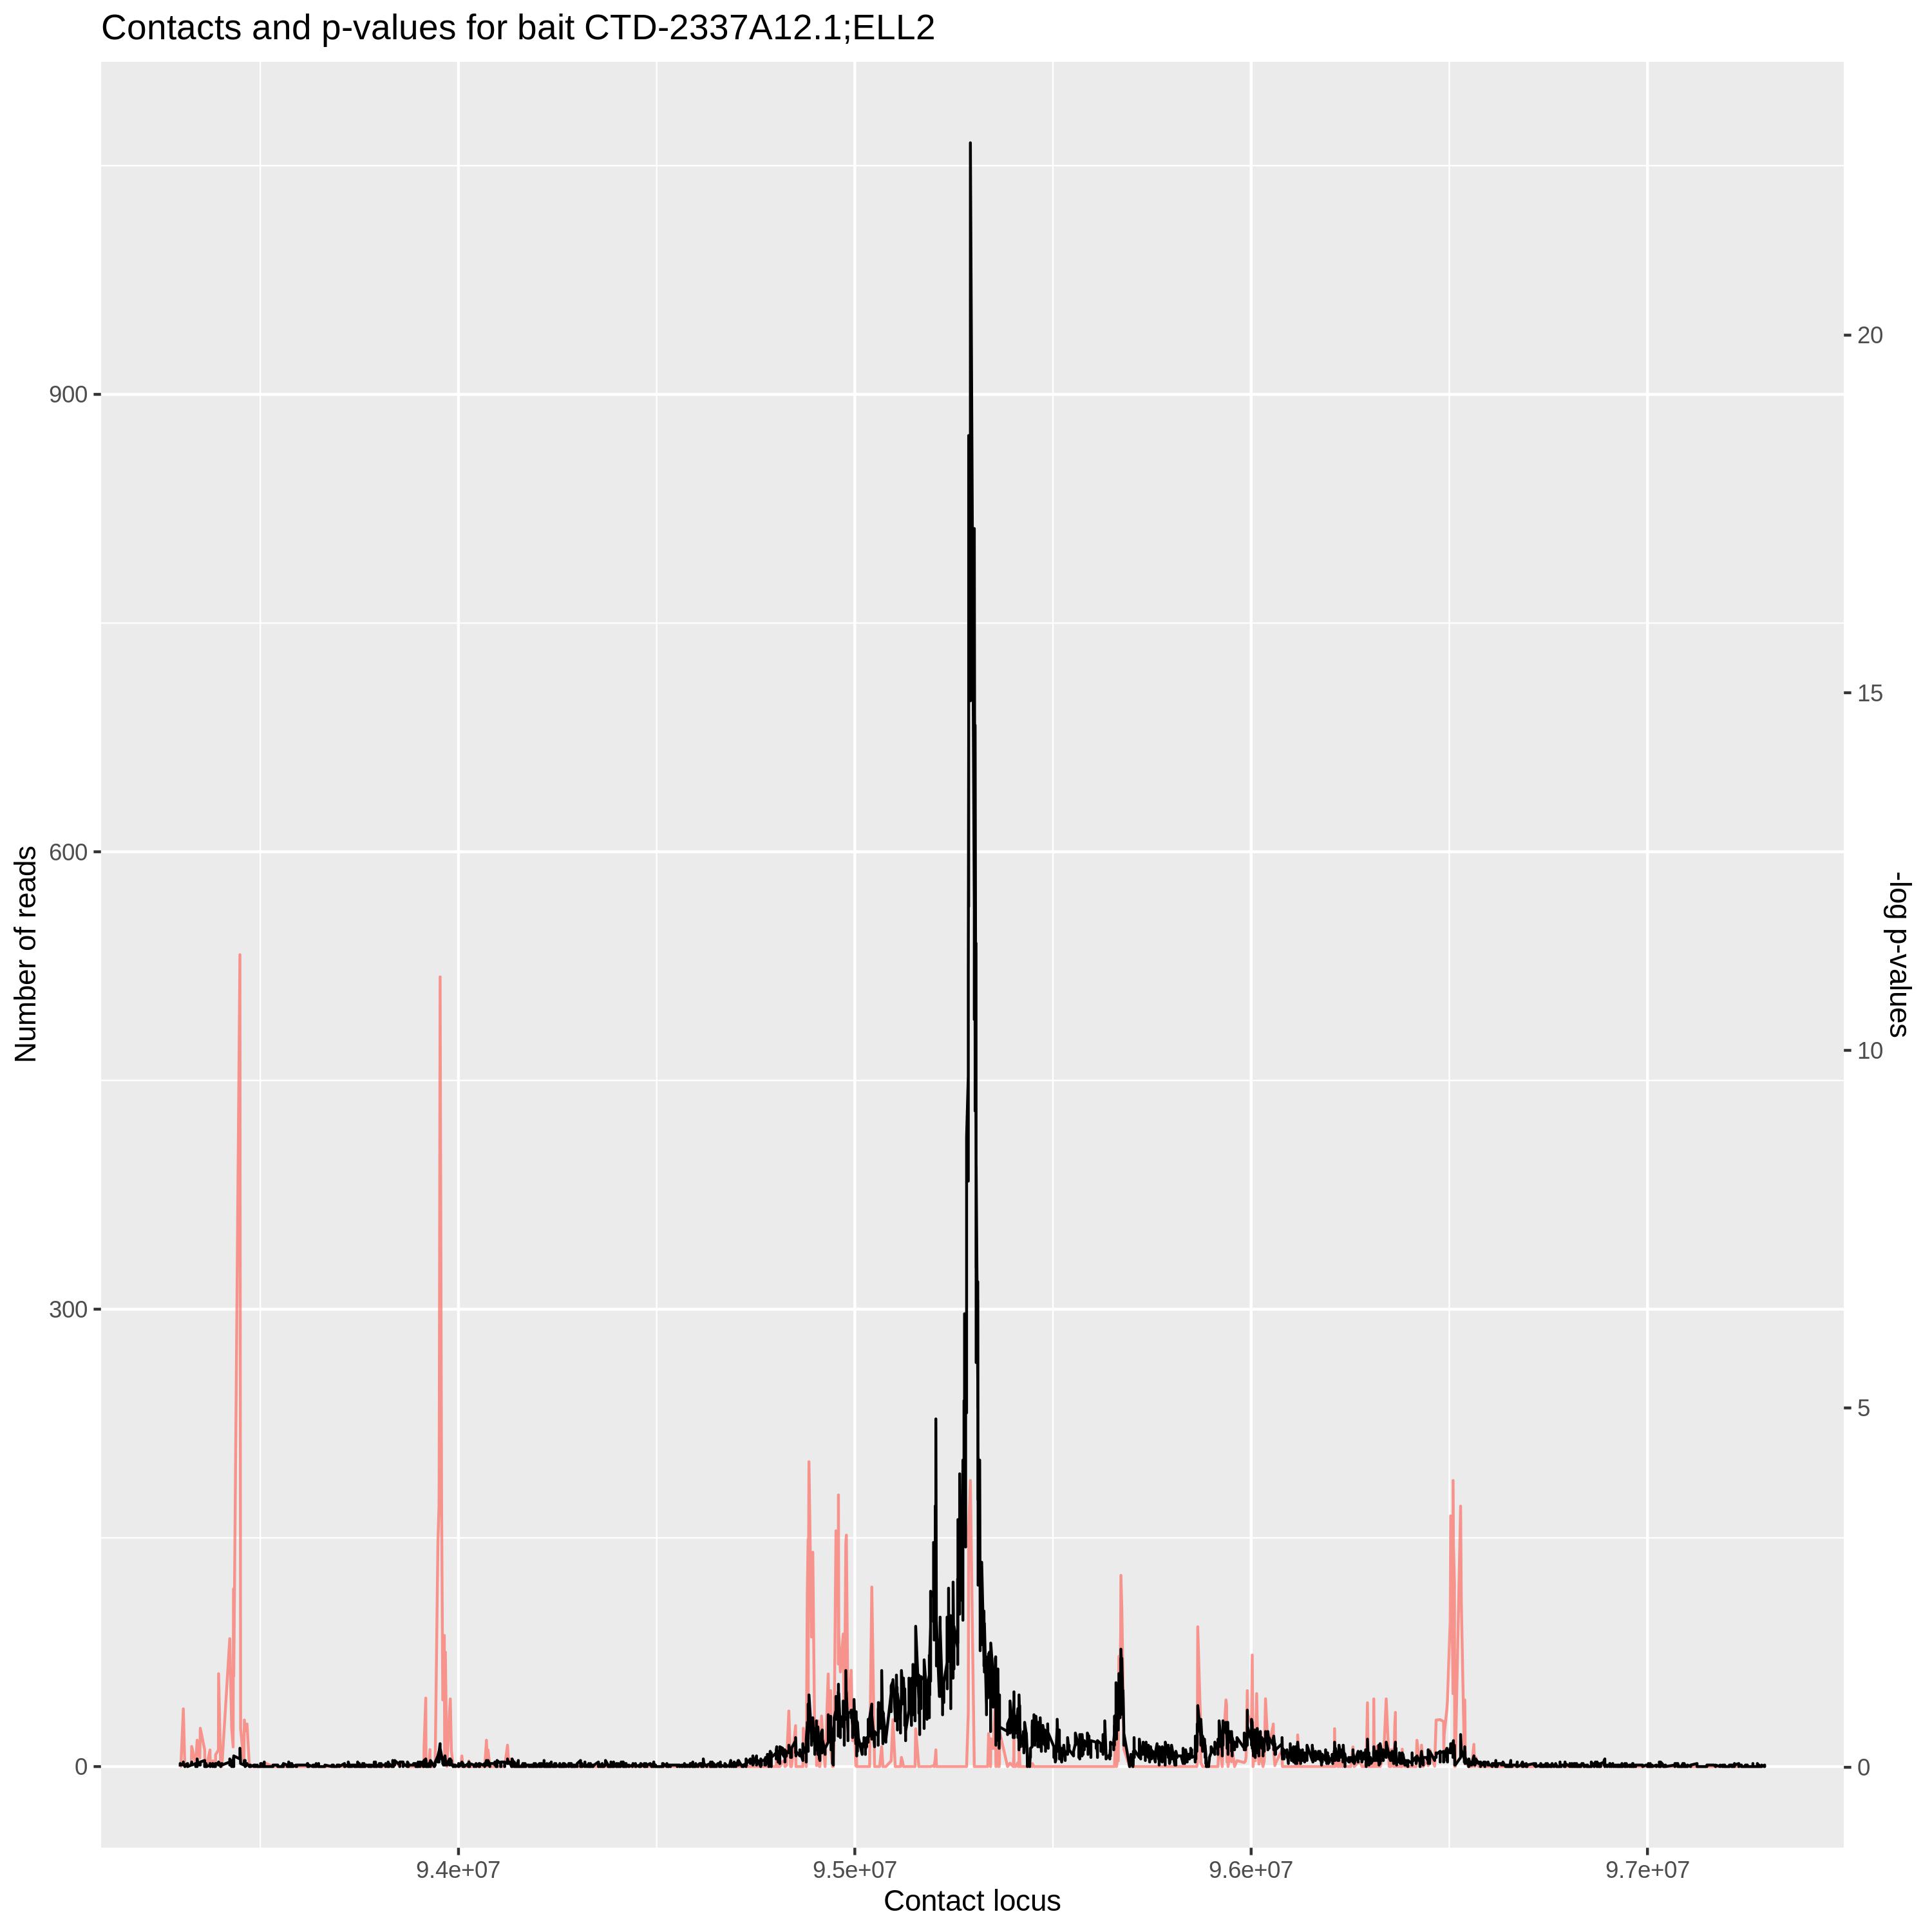 Contacts and p-values for bait CTD-2337A12.1;ELL2
Number of reads
900
600
300
0
20
15
10
5
0
-log p-values
9.4e+07 9.5e+07 9.6e+07 9.7e+07
Contact locus